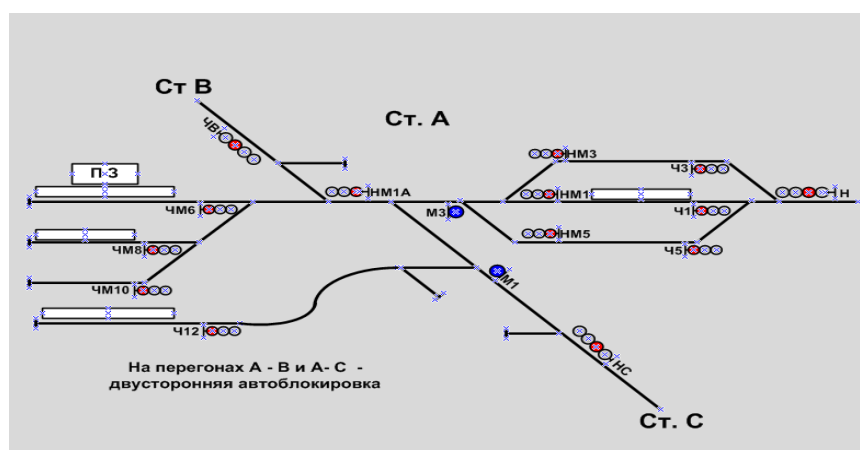 Ст В
Ст. А
ЧВ
П-З
НМ1А
НМ3
Ч3
НМ1
Н
ЧМ6
М3
Ч1
ЧМ8
НМ5
Ч5
ЧМ10
М1
Ч12
НС
На перегонах А - В и А- С -
двусторонняя автоблокировка
Ст. С